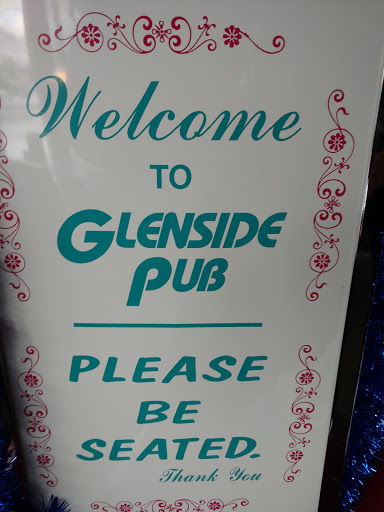 Welcome
TO
GLENSIDE
PUB
PLEASE
BE
SEATED.
Thank You